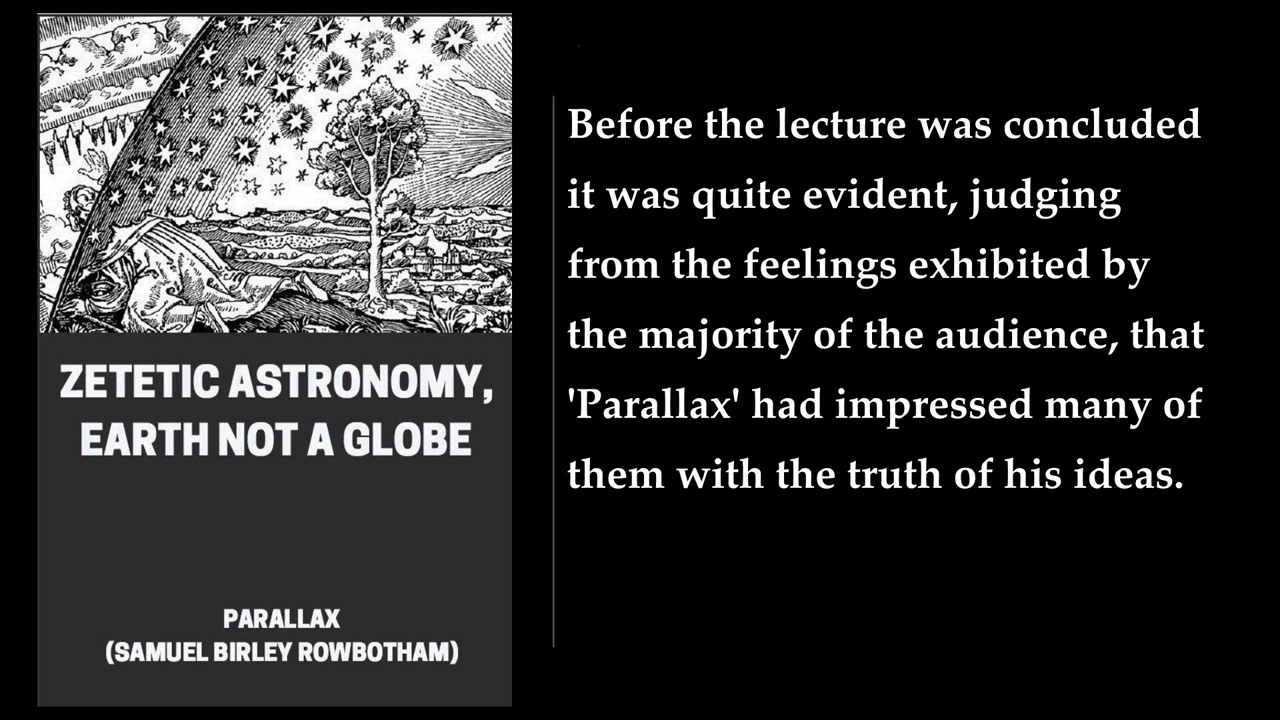 ZETETIC ASTRONOMY,
EARTH NOT A GLOBE
PARALLAX
(SAMUEL BIRLEY ROWBOTHAM)
Before the lecture was concluded
it was quite evident, judging
from the feelings exhibited by
the majority of the audience, that
'Parallax' had impressed many of
them with the truth of his ideas.